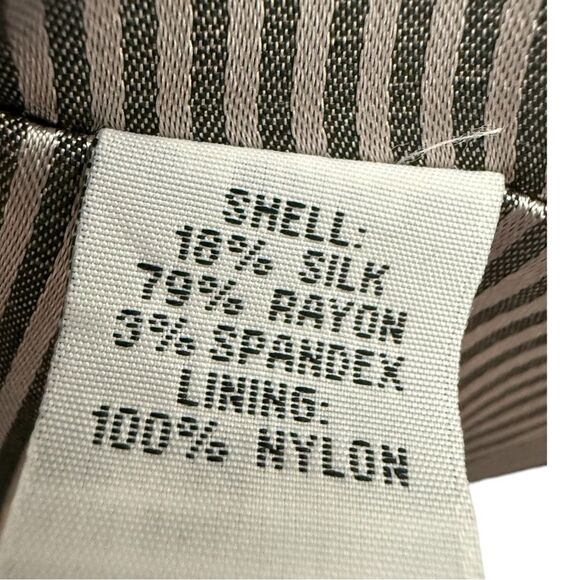 SHELL:
18% SILK
79% RAYON
3% SPANDEX
LINING:
100% NYLON